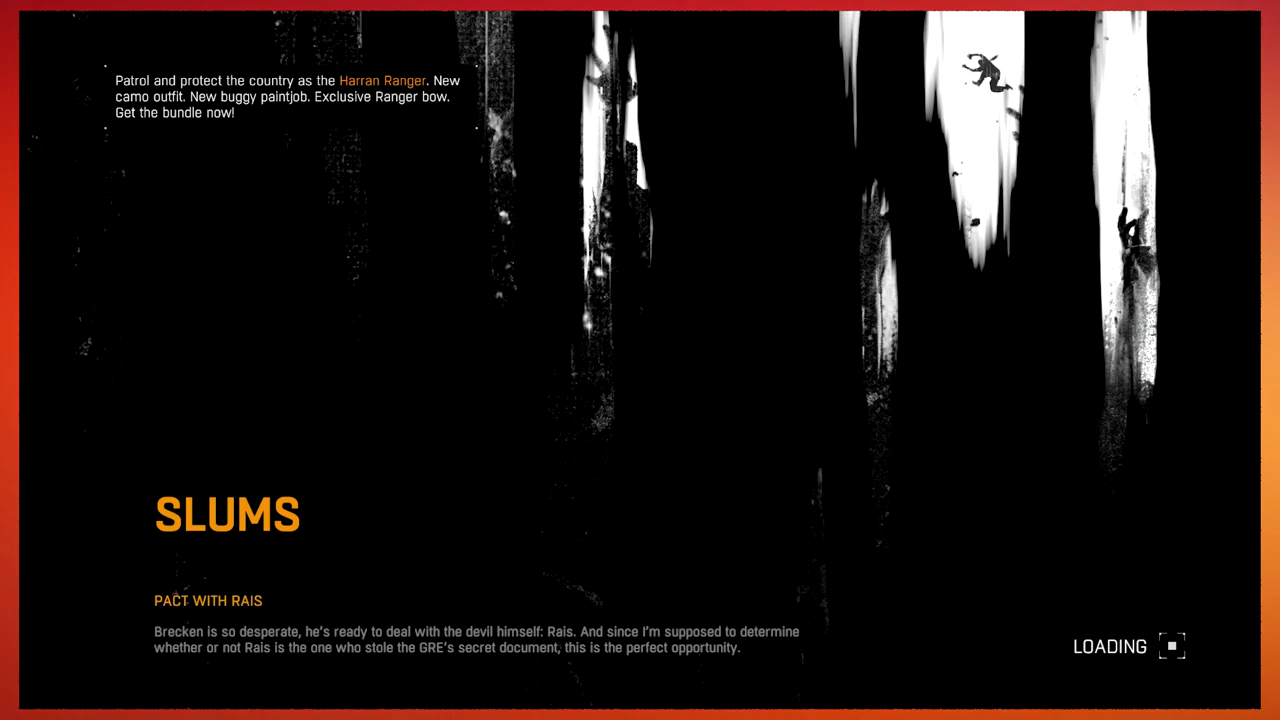 Patrol and protect the country as the Harran Ranger. New
camo outfit. New buggy paintjob. Exclusive Ranger bow.
Get the bundle now!
SLUMS
PACT WITH RAIS
Brecken is so desperate, he's ready to deal with the devil himself: Rais. And since I'm supposed to determine
whether or not Rais is the one who stole the GRE's secret document, this is the perfect opportunity.
LOADING